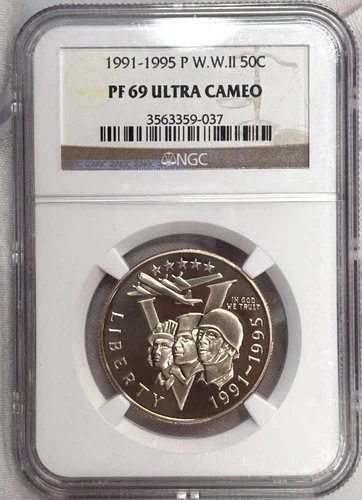 1991-1995 P W.W.II 50C
PF 69 ULTRA CAMEO
3563359-037
NGC
IN GOD
WE TRUST
LIBERTY
1991-1995